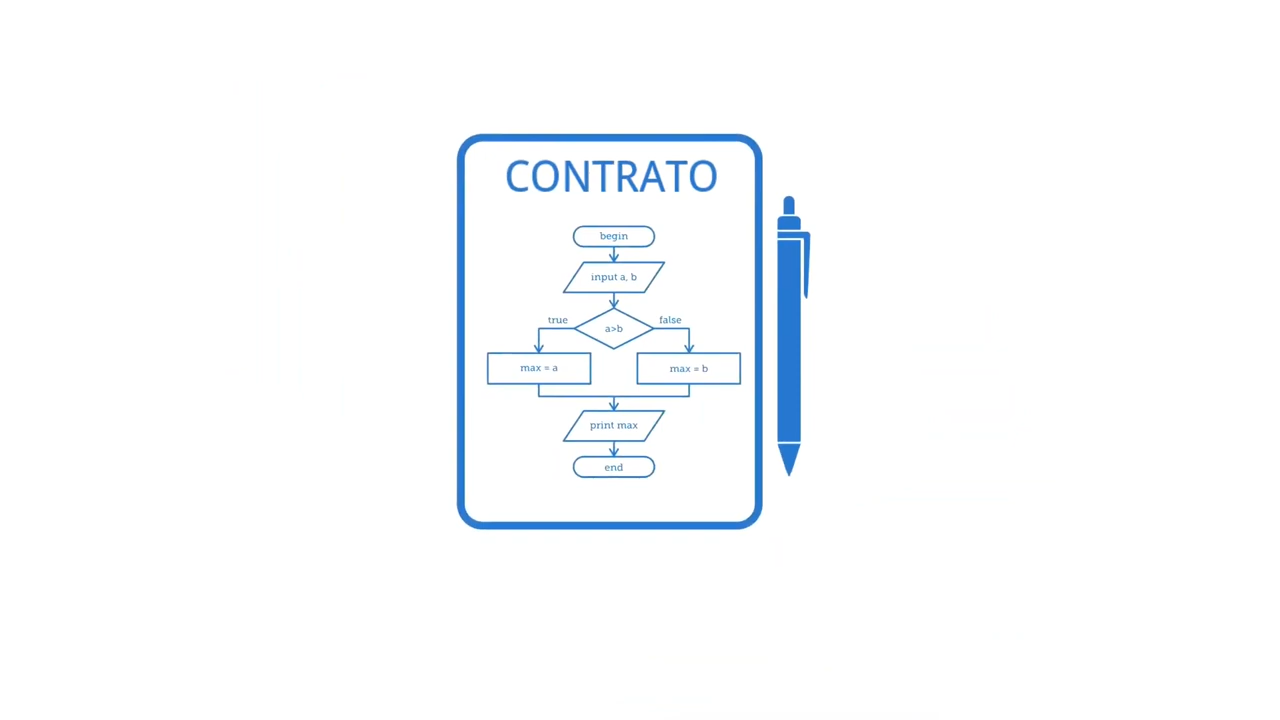 CONTRATO
begin
input a, b
true
false
a>b
max = a
max = b
print max
end